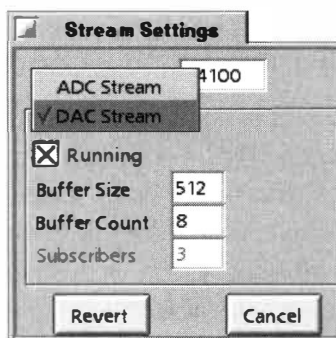 Stream Settings
4100
ADC Stream
√ DAC Stream
Running
Buffer Size 512
Buffer Count 8
Subscribers 3
Revert Cancel